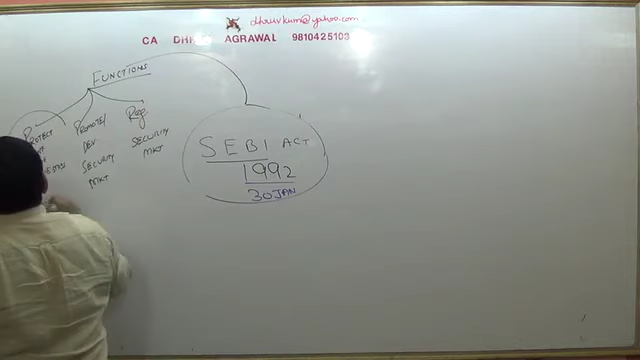 dhruvkum@yahoo.com
CA DH AGRAWAL 9810425103
FUNCTIONS
PROTECT
PROMOTE/
DEV
SECURITY
MKT
Reg
SECURITY
MKT
SEBI ACT
1992
30 JAN